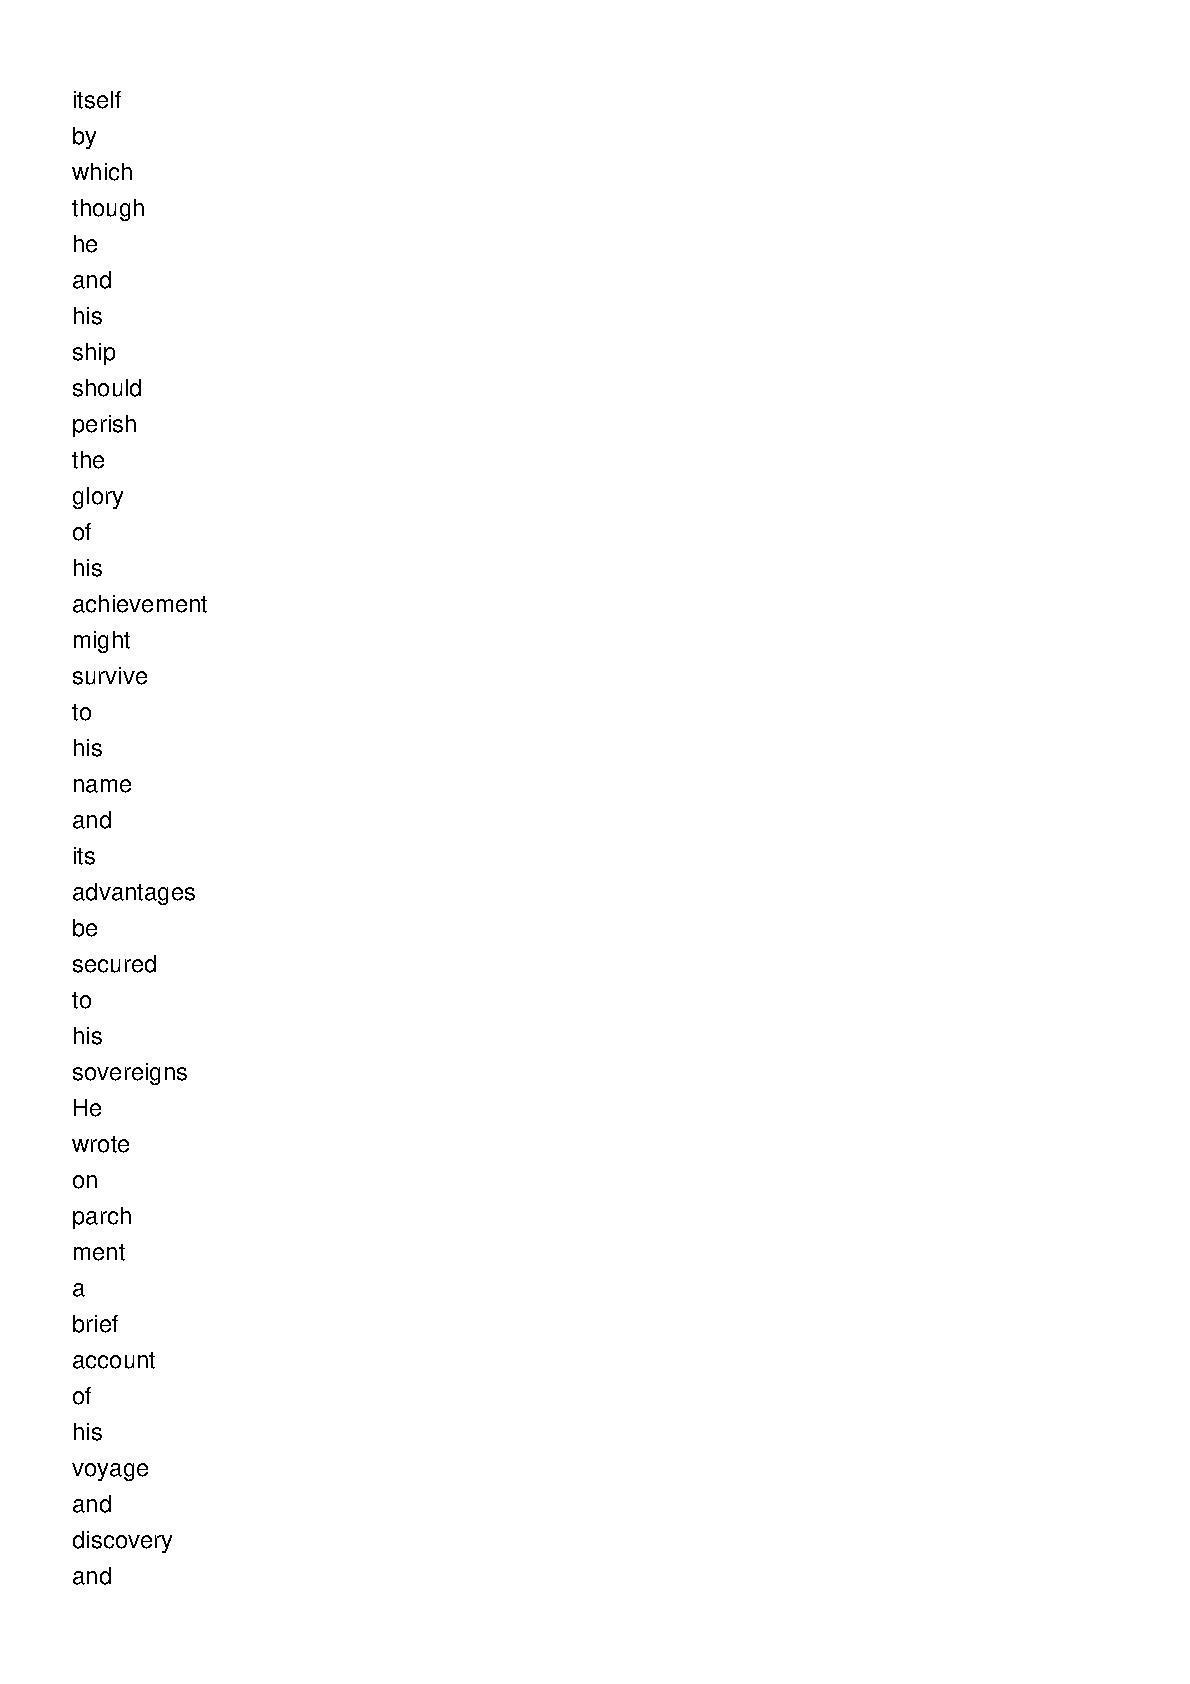 itself
by
which
though
he
and
his
ship
should
perish
the
glory
of
his
achievement
might
survive
to
his
name
and
its
advantages
be
secured
to
his
sovereigns
He
wrote
on
parch
ment
a
brief
account
of
his
voyage
and
discovery
and